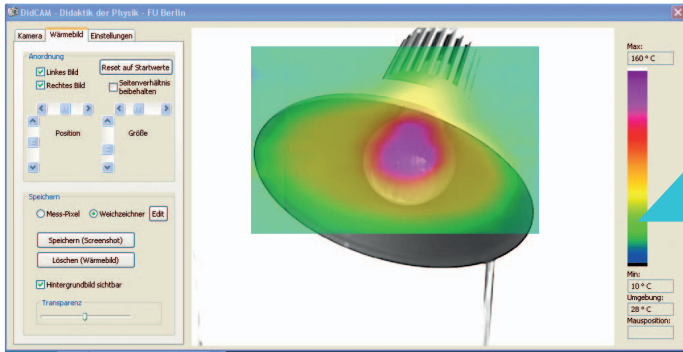 DidCAM - Didaktik der Physik - FU Berlin
Kamera Wärmebild Einstellungen
Anordnung
Linkes Bild
Reset auf Startwerte
Rechtes Bild
Seitenverhältnis
beibehalten
Position
Größe
Speichern
Mess-Pixel Weichzeichner Edit
Speichern (Screenshot)
Löschen (Wärmebild)
Hintergrundbild sichtbar
Transparenz
Max:
160 ° C
Min:
10 ° C
Umgebung:
28 ° C
Mausposition: